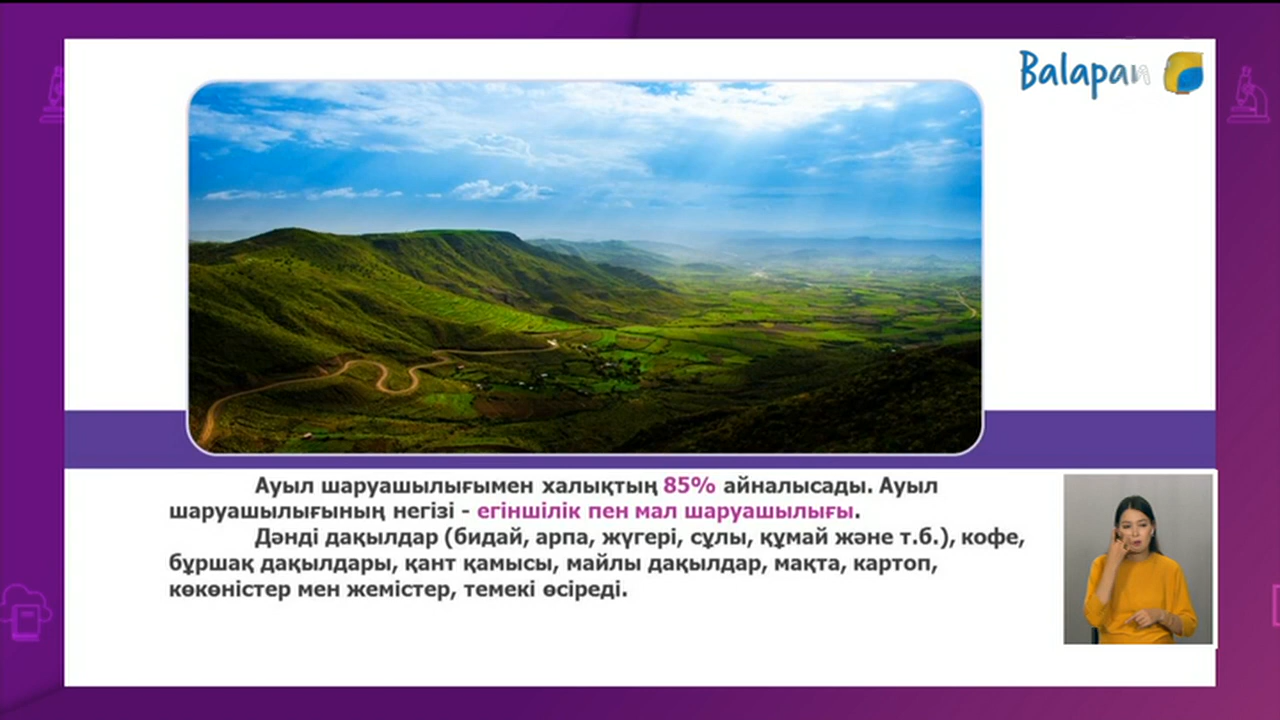 Balapan
Ауыл шаруашылығымен халықтың 85% айналысады. Ауыл
шаруашылығының негізі - егіншілік пен мал шаруашылығы.
Дәнді дақылдар (бидай, арпа, жүгері, сұлы, құмай және т.б.), кофе,
бұршақ дақылдары, қант қамысы, майлы дақылдар, мақта, картоп,
көкөністер мен жемістер, темекі өсіреді.